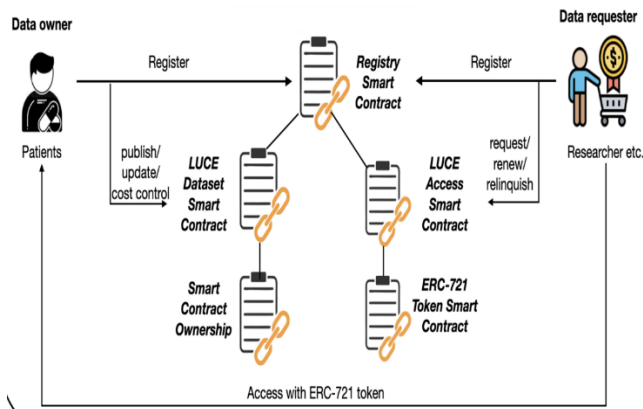 Data owner
Data requester
Register
Registry
Smart
Contract
Register
Patients
Researcher etc.
publish/
update/
cost control
LUCE
Dataset
Smart
Contract
LUCE
Access
Smart
Contract
request/
renew/
relinquish
Smart
Contract
Ownership
ERC-721
Token Smart
Contract
Access with ERC-721 token